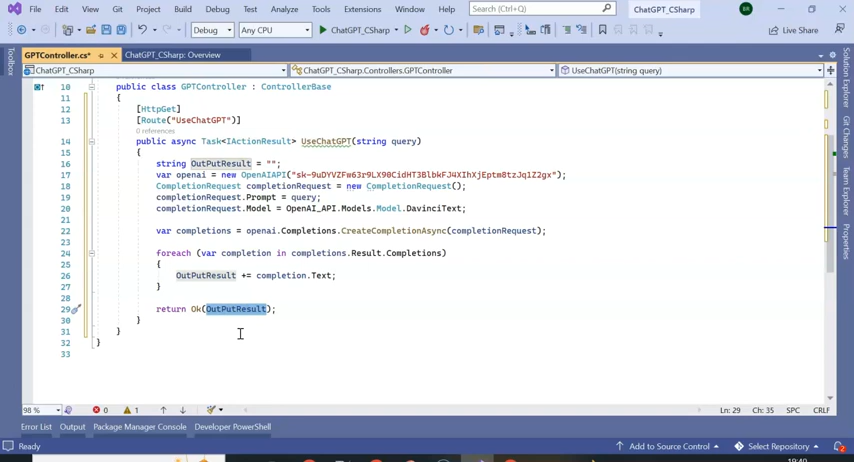 File Edit View Git Project Build Debug Test Analyze Tools Extensions Window Help Search (Ctrl+Q) ChatGPT_CSharp RR
Debug Any CPU ChatGPT_CSharp Live Share
GPTController.cs* ChatGPT_CSharp: Overview
ChatGPT_CSharp ChatGPT_CSharp.Controllers.GPTController UseChatGPT(string query)
10 public class GPTController : ControllerBase
11 {
12 [HttpGet]
13 [Route("UseChatGPT")]
0 references
14 public async Task<IActionResult> UseChatGPT(string query)
15 {
16 string OutPutResult = "";
17 var openai = new OpenAIAPI("
18 CompletionRequest completionRequest = new CompletionRequest();
19 completionRequest.Prompt = query;
20 completionRequest.Model = OpenAI_API.Models.Model.DavinciText;
21
22 var completions = openai.Completions.CreateCompletionAsync(completionRequest);
23
24 foreach (var completion in completions.Result.Completions)
25 {
26 OutPutResult += completion.Text;
27 }
28
29 return Ok(OutPutResult);
30 }
31 }
32 }
33
98 % 0 1 Ln: 29 Ch: 35 SPC CRLF
Error List Output Package Manager Console Developer PowerShell
Ready Add to Source Control Select Repository 2
19:40
Toolbox
Solution Explorer
Git Changes
Team Explorer
Properties